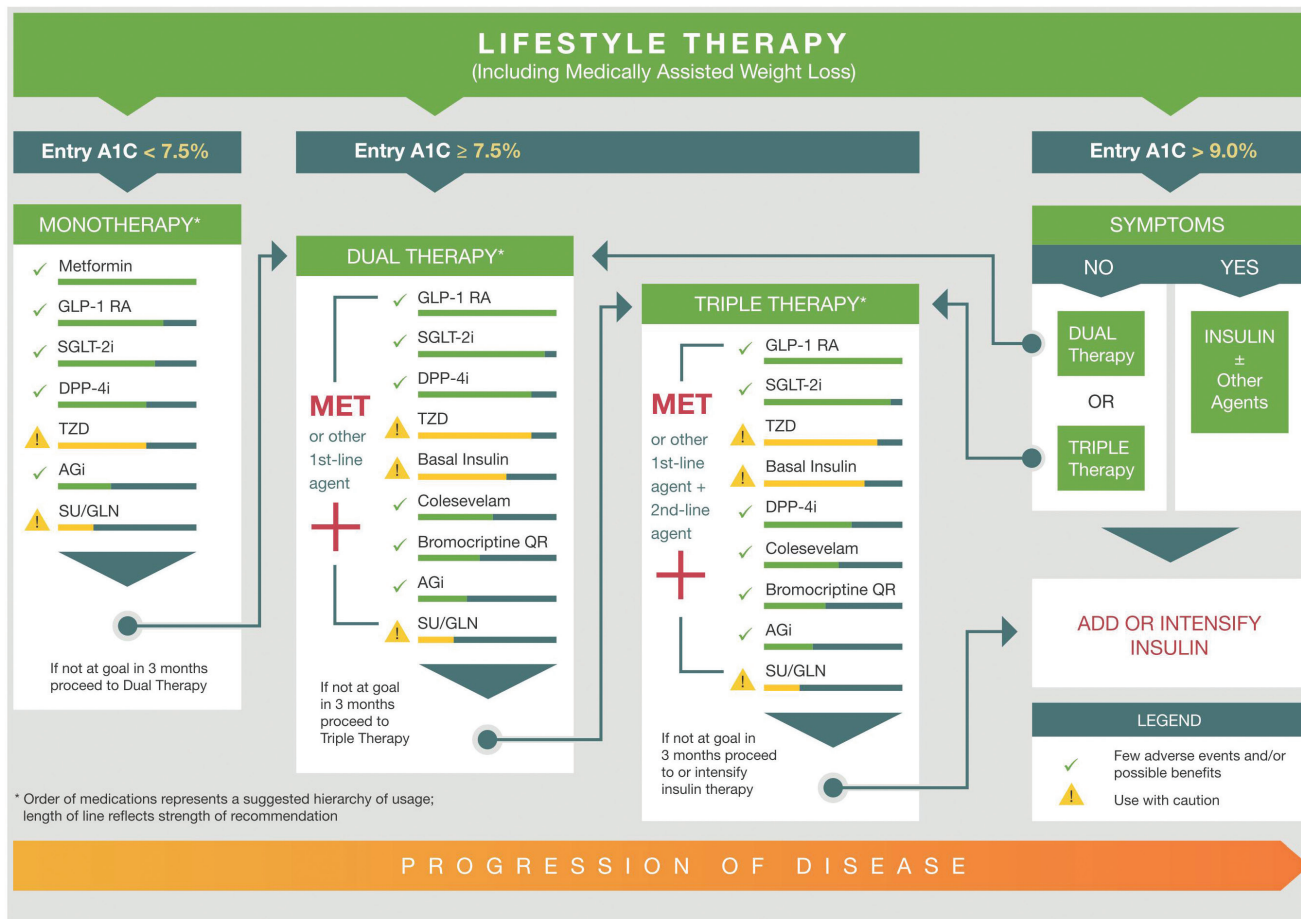 LIFESTYLE THERAPY
(Including Medically Assisted Weight Loss)
Entry A1C < 7.5%
MONOTHERAPY*
Metformin
GLP-1 RA
SGLT-2i
DPP-4i
TZD
AGi
SU/GLN
If not at goal in 3 months
proceed to Dual Therapy
Entry A1C ≥ 7.5%
DUAL THERAPY*
MET
or other
1st-line
agent
+
GLP-1 RA
SGLT-2i
DPP-4i
TZD
Basal Insulin
Colesevelam
Bromocriptine QR
AGi
SU/GLN
If not at goal
in 3 months
proceed to
Triple Therapy
TRIPLE THERAPY*
MET
or other
1st-line
agent +
2nd-line
agent
+
GLP-1 RA
SGLT-2i
TZD
Basal Insulin
DPP-4i
Colesevelam
Bromocriptine QR
AGi
SU/GLN
If not at goal in
3 months proceed
to or intensify
insulin therapy
Entry A1C > 9.0%
SYMPTOMS
NO
YES
DUAL
Therapy
OR
TRIPLE
Therapy
INSULIN
±
Other
Agents
ADD OR INTENSIFY
INSULIN
LEGEND
Few adverse events and/or
possible benefits
Use with caution
* Order of medications represents a suggested hierarchy of usage;
length of line reflects strength of recommendation
PROGRESSION OF DISEASE